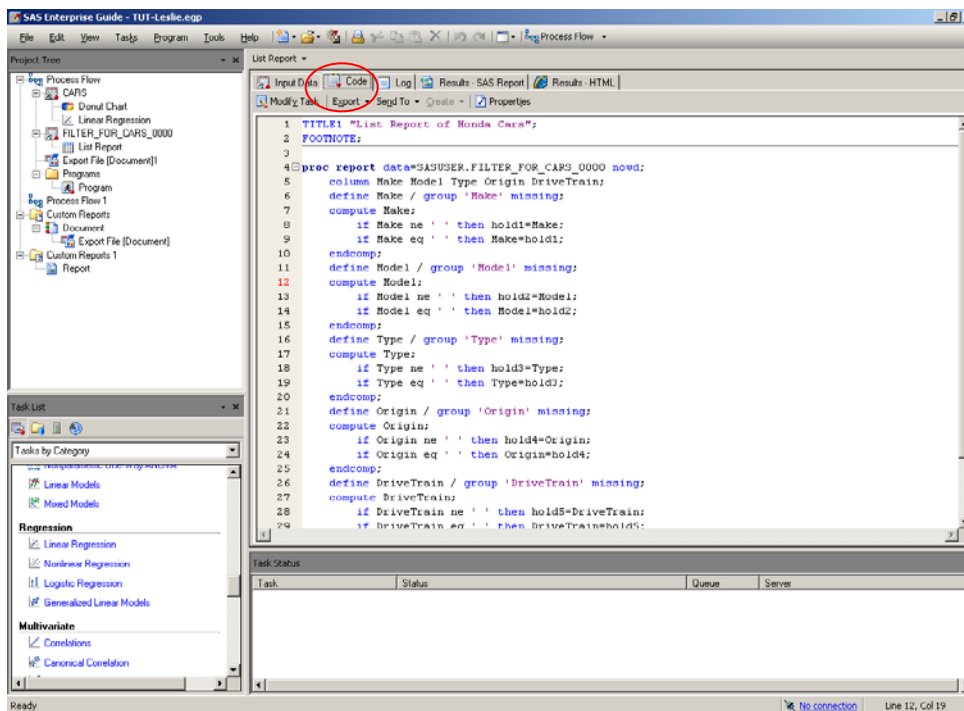 SAS Enterprise Guide - TUT-Leslie.egp
File Edit View Tasks Program Tools Help Process Flow
Project Tree
Process Flow
CARS
Donut Chart
Linear Regression
FILTER_FOR_CARS_0000
List Report
Export File [Document]1
Programs
Program
Process Flow 1
Custom Reports
Document
Export File [Document]
Custom Reports 1
Report
List Report
Input Data Code Log Results - SAS Report Results - HTML
Modify Task Export Send To Create Properties
1 TITLE1 "List Report of Honda Cars";
2 FOOTNOTE;
3
4 proc report data=SASUSER.FILTER_FOR_CARS_0000 nowd;
5 column Make Model Type Origin DriveTrain;
6 define Make / group 'Make' missing;
7 compute Make;
8 if Make ne ' ' then hold1=Make;
9 if Make eq ' ' then Make=hold1;
10 endcomp;
11 define Model / group 'Model' missing;
12 compute Model;
13 if Model ne ' ' then hold2=Model;
14 if Model eq ' ' then Model=hold2;
15 endcomp;
16 define Type / group 'Type' missing;
17 compute Type;
18 if Type ne ' ' then hold3=Type;
19 if Type eq ' ' then Type=hold3;
20 endcomp;
21 define Origin / group 'Origin' missing;
22 compute Origin;
23 if Origin ne ' ' then hold4=Origin;
24 if Origin eq ' ' then Origin=hold4;
25 endcomp;
26 define DriveTrain / group 'DriveTrain' missing;
27 compute DriveTrain;
28 if DriveTrain ne ' ' then hold5=DriveTrain;
29 if DriveTrain eq ' ' then DriveTrain=hold5;
Task List
Tasks by Category
Nonparametric One-Way ANOVA
Linear Models
Mixed Models
Regression
Linear Regression
Nonlinear Regression
Logistic Regression
Generalized Linear Models
Multivariate
Correlations
Canonical Correlation
Task Status
Task Status Queue Server
Ready
No connection Line 12, Col 19